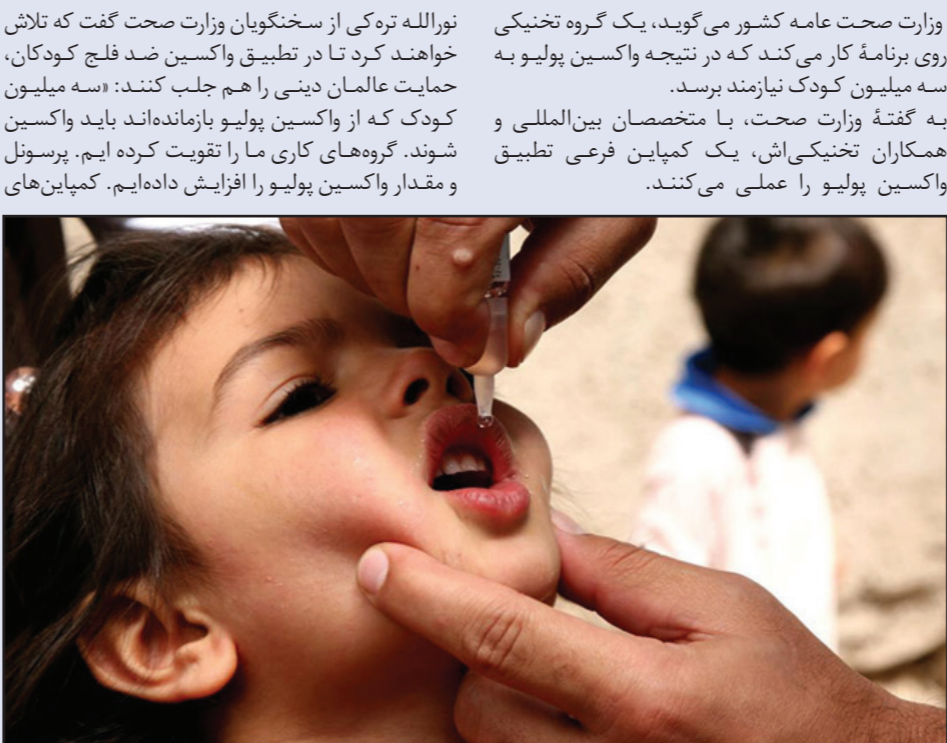 وزارت صحت عامه کشور می‌گوید، یک گروه تخنیکی
روی برنامهٔ کار می‌کند که در نتیجه واکسین پولیو به
سه میلیون کودک نیازمند برسد.
به گفتهٔ وزارت صحت، با متخصصان بین‌المللی و
همکاران تخنیکی‌اش، یک کمپاین فرعی تطبیق
واکسین پولیو را عملی می‌کنند.
نورالله تره‌کی از سخنگویان وزارت صحت گفت که تلاش
خواهند کرد تا در تطبیق واکسین ضد فلج کودکان،
حمایت عالمان دینی را هم جلب کنند: «سه میلیون
کودک که از واکسین پولیو بازمانده‌اند باید واکسین
شوند. گروه‌های کاری ما را تقویت کرده ایم. پرسونل
و مقدار واکسین پولیو را افزایش داده‌ایم. کمپاین‌های